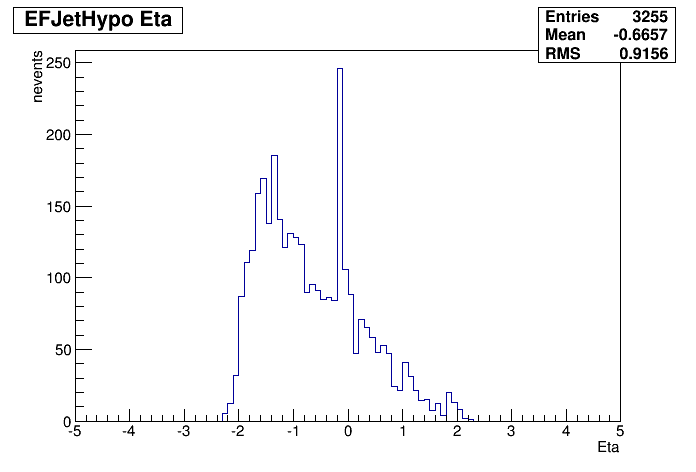 EFJetHypo Eta
Entries 3255
Mean -0.6657
RMS 0.9156
nevents
250
200
150
100
50
0
-5 -4 -3 -2 -1 0 1 2 3 4 5
Eta